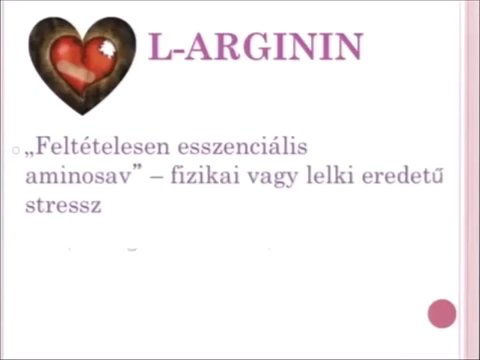 L-ARGININ
„Feltételesen esszenciális
aminosav” – fizikai vagy lelki eredetű
stressz